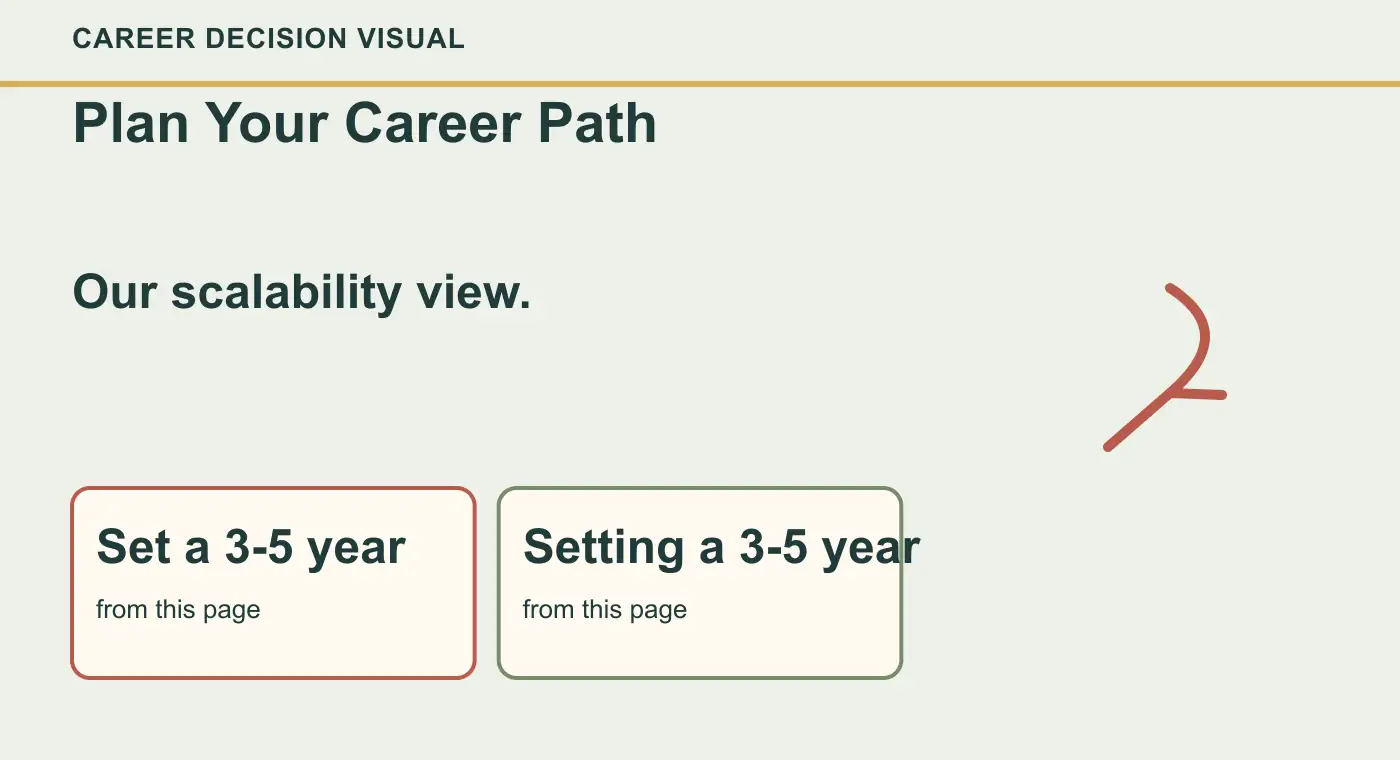 CAREER DECISION VISUAL
Plan Your Career Path
Our scalability view.
Set a 3-5 year
from this page
Setting a 3-5 year
from this page